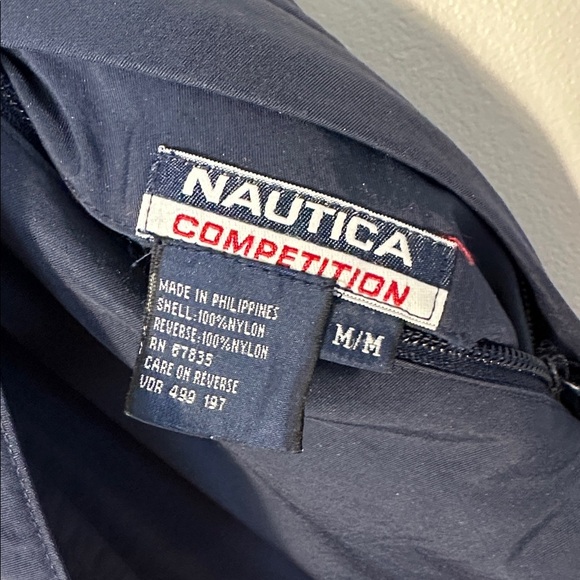 NAUTICA
COMPETITION
M/M
MADE IN PHILIPPINES
SHELL:100%NYLON
REVERSE:100%NYLON
RN 67835
CARE ON REVERSE
VDR 499 197